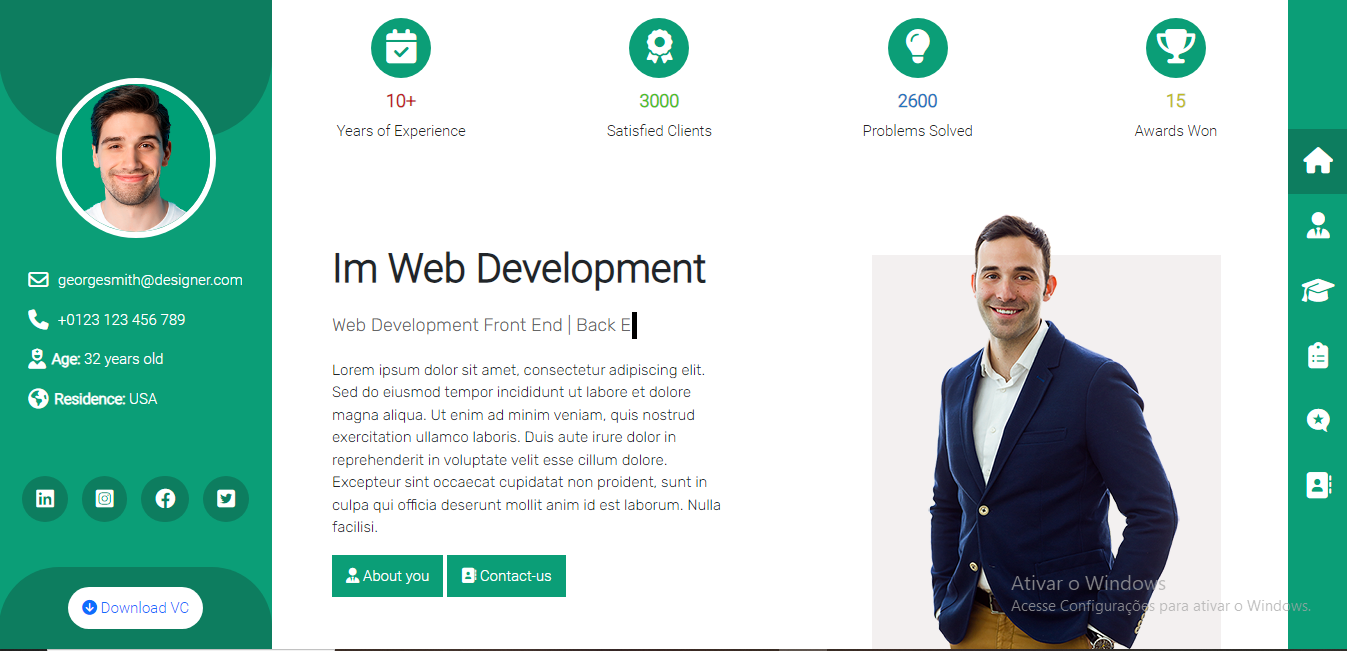 georgesmith@designer.com
+0123 123 456 789
Age: 32 years old
Residence: USA
Download VC
10+
Years of Experience
3000
Satisfied Clients
2600
Problems Solved
15
Awards Won
Im Web Development
Web Development Front End | Back E
Lorem ipsum dolor sit amet, consectetur adipiscing elit.
Sed do eiusmod tempor incididunt ut labore et dolore
magna aliqua. Ut enim ad minim veniam, quis nostrud
exercitation ullamco laboris. Duis aute irure dolor in
reprehenderit in voluptate velit esse cillum dolore.
Excepteur sint occaecat cupidatat non proident, sunt in
culpa qui officia deserunt mollit anim id est laborum. Nulla
facilisi.
About you
Contact-us
Ativar o Windows
Acesse Configurações para ativar o Windows.